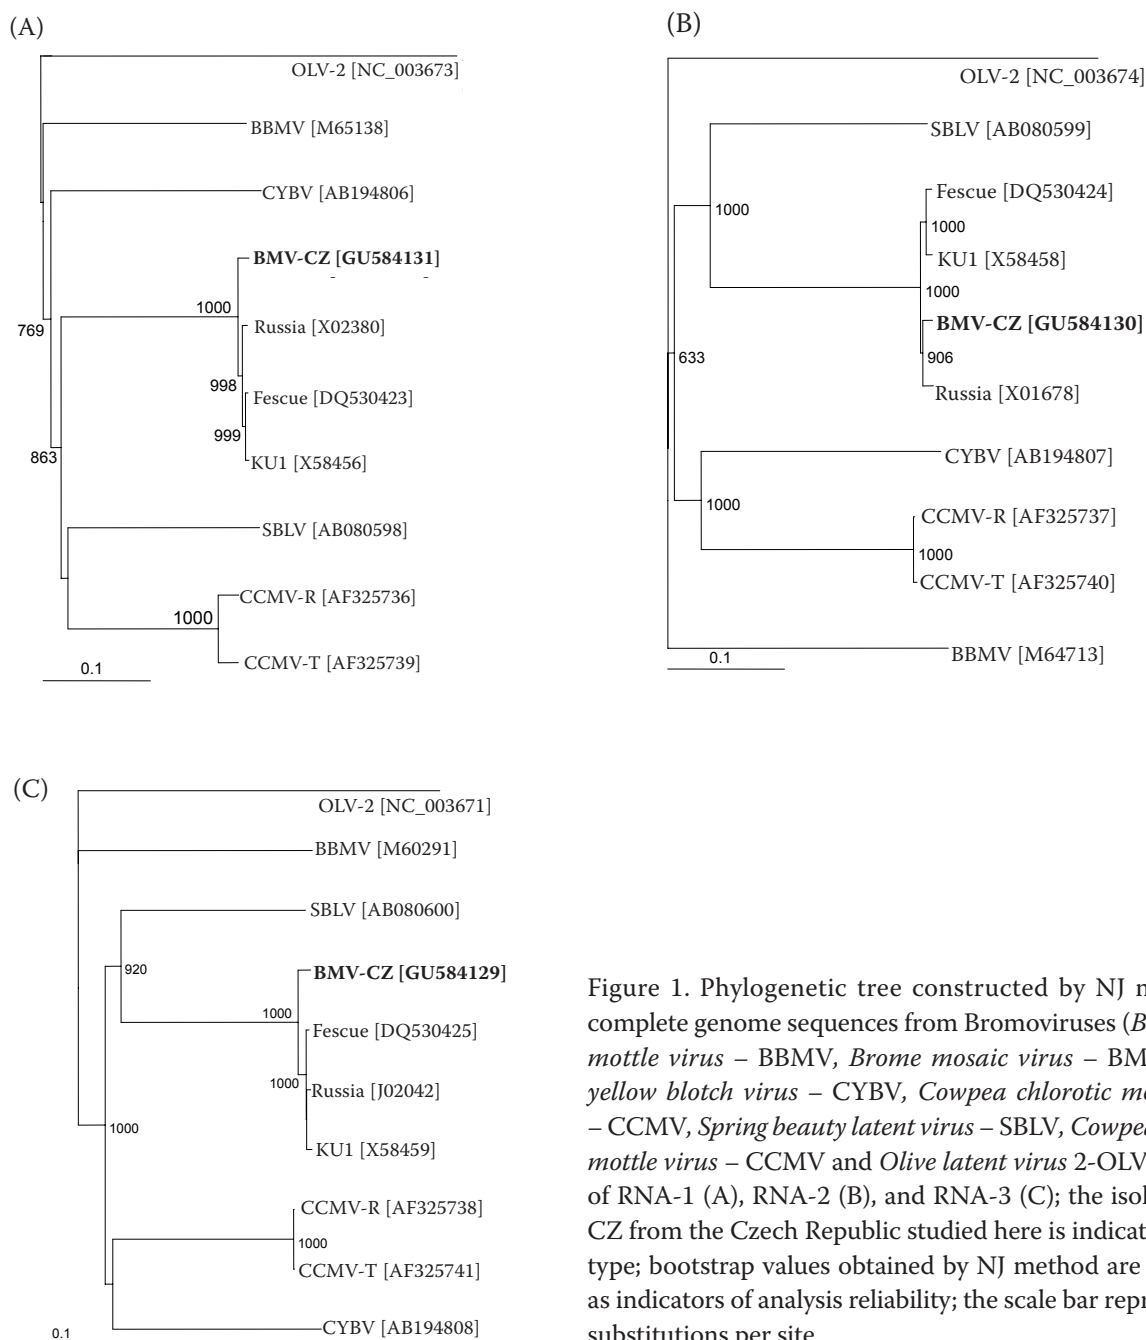 (A)
OLV-2 [NC_003673]
BBMV [M65138]
CYBV [AB194806]
BMV-CZ [GU584131]
1000
Russia [X02380]
769
998
Fescue [DQ530423]
999
863
KU1 [X58456]
SBLV [AB080598]
CCMV-R [AF325736]
1000
CCMV-T [AF325739]
0.1
(B)
OLV-2 [NC_003674]
SBLV [AB080599]
Fescue [DQ530424]
1000
1000
KU1 [X58458]
1000
BMV-CZ [GU584130]
633
906
Russia [X01678]
CYBV [AB194807]
1000
CCMV-R [AF325737]
1000
CCMV-T [AF325740]
BBMV [M64713]
0.1
(C)
OLV-2 [NC_003671]
BBMV [M60291]
SBLV [AB080600]
920
BMV-CZ [GU584129]
1000
Fescue [DQ530425]
1000
Russia [J02042]
1000
KU1 [X58459]
CCMV-R [AF325738]
1000
CCMV-T [AF325741]
CYBV [AB194808]
0.1
Figure 1. Phylogenetic tree constructed by NJ m
complete genome sequences from Bromoviruses (B
mottle virus – BBMV, Brome mosaic virus – BM
yellow blotch virus – CYBV, Cowpea chlorotic m
– CCMV, Spring beauty latent virus – SBLV, Cowpe
mottle virus – CCMV and Olive latent virus 2-OLV
of RNA-1 (A), RNA-2 (B), and RNA-3 (C); the isol
CZ from the Czech Republic studied here is indicat
type; bootstrap values obtained by NJ method are
as indicators of analysis reliability; the scale bar repr
substitutions per site